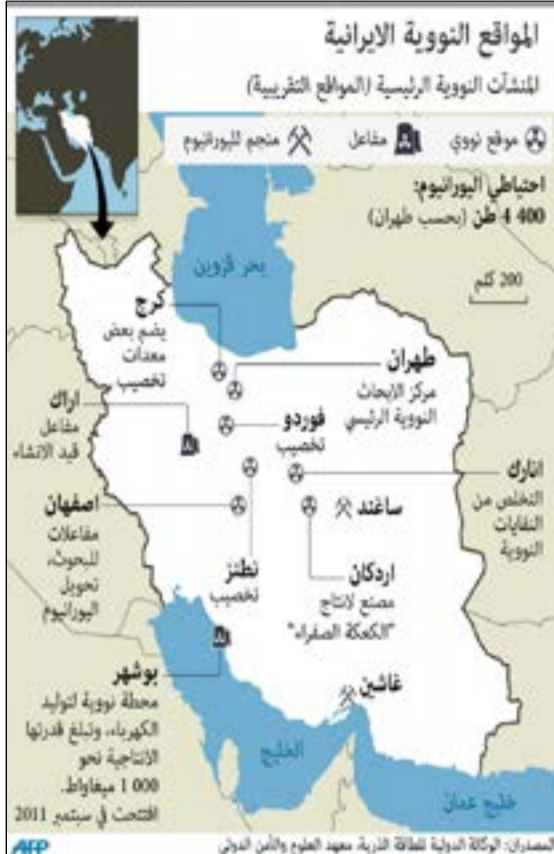 المواقع النووية الايرانية
المنشآت النووية الرئيسية (المواقع التقريبية)
موقع نووي
مفاعل
منجم لليورانيوم
احتياطي اليورانيوم:
4 400 طن (بحسب طهران)
200 كلم
بحر قزوين
كرج
يضم بعض
معدات
تخصيب
طهران
مركز الابحاث
النووية الرئيسي
اراك
مفاعل
قيد الانشاء
فوردو
تخصيب
انارك
التخلص من
النفايات
النووية
اصفهان
مفاعلات
للبحوث،
تحويل
اليورانيوم
ساغند
نطنز
تخصيب
اردكان
مصنع لانتاج
"الكعكة الصفراء"
بوشهر
محطة نووية لتوليد
الكهرباء، وتبلغ قدرتها
الانتاجية نحو
1 000 ميغاواط.
افتتحت في سبتمبر 2011
غاشين
الخليج
خليج عمان
المصدران: الوكالة الدولية للطاقة الذرية، معهد العلوم والأمن الدولي
AFP